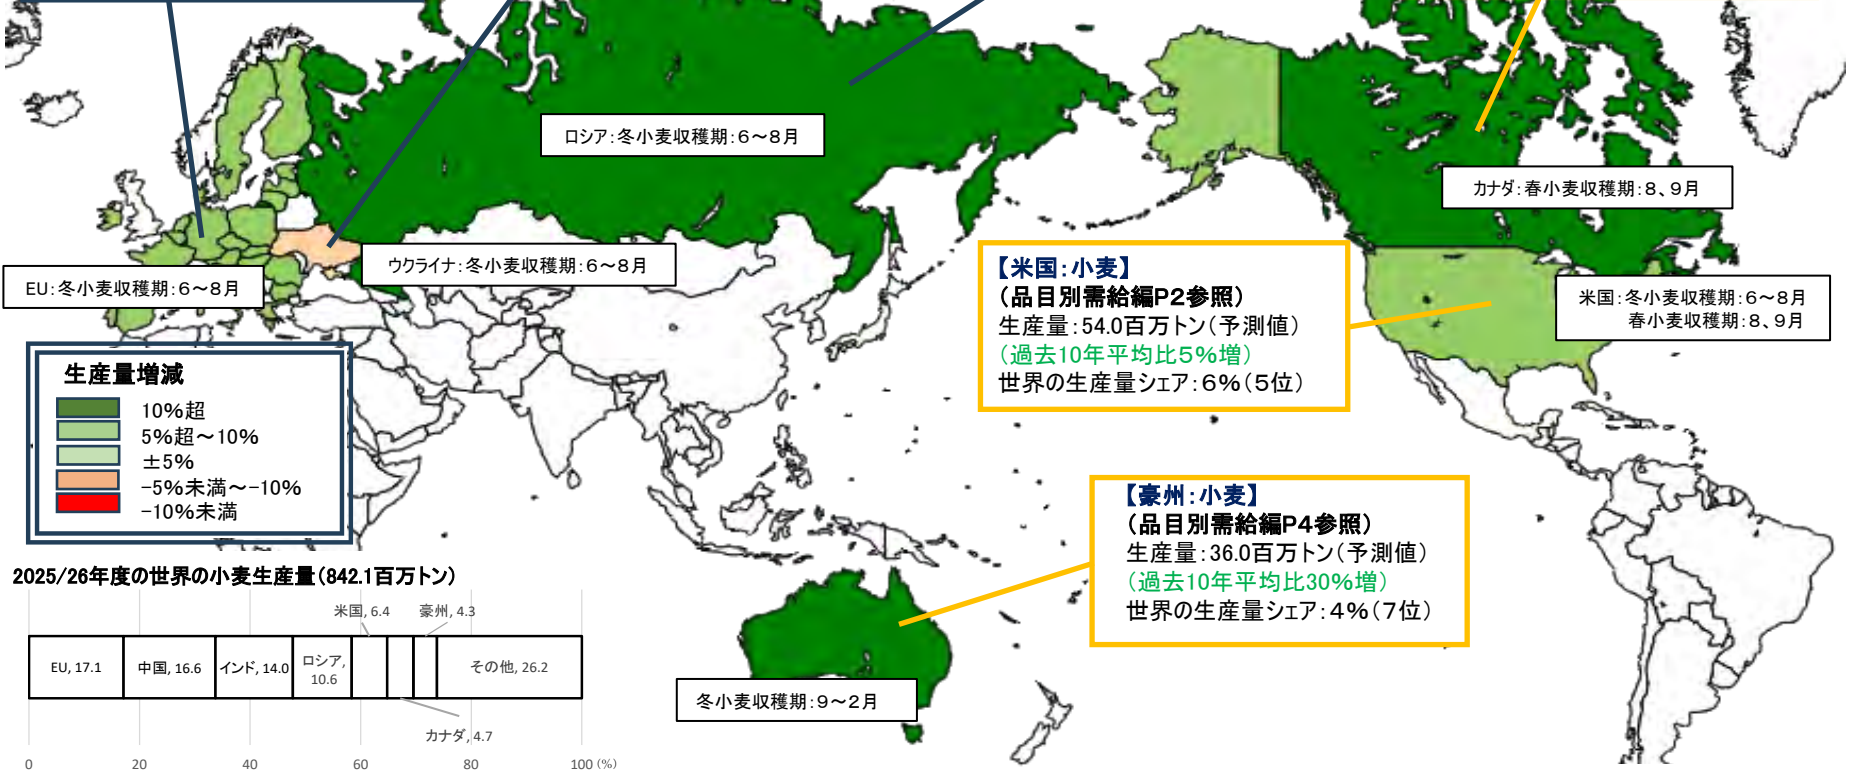 ロシア:冬小麦収穫期:6～8月
カナダ:春小麦収穫期:8、9月
ウクライナ:冬小麦収穫期:6～8月
EU:冬小麦収穫期:6～8月
【米国:小麦】
(品目別需給編P2参照)
生産量:54.0百万トン(予測値)
(過去10年平均比5%増)
世界の生産量シェア:6%(5位)
米国:冬小麦収穫期:6～8月
春小麦収穫期:8、9月
生産量増減
10%超
5%超～10%
±5%
-5%未満～-10%
-10%未満
【豪州:小麦】
(品目別需給編P4参照)
生産量:36.0百万トン(予測値)
(過去10年平均比30%増)
世界の生産量シェア:4%(7位)
冬小麦収穫期:9～2月
2025/26年度の世界の小麦生産量(842.1百万トン)
米国, 6.4
豪州, 4.3
EU, 17.1
中国, 16.6
インド, 14.0
ロシア,
10.6
その他, 26.2
カナダ, 4.7
0 20 40 60 80 100 (%)